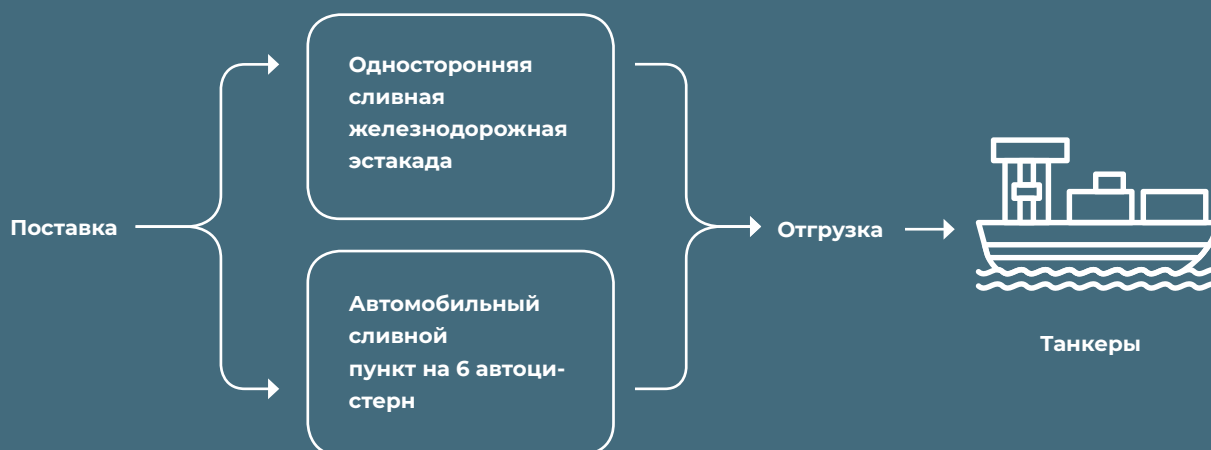 Поставка
Односторонняя
сливная
железнодорожная
эстакада
Автомобильный
сливной
пункт на 6 автоци-
стерн
Отгрузка
Танкеры